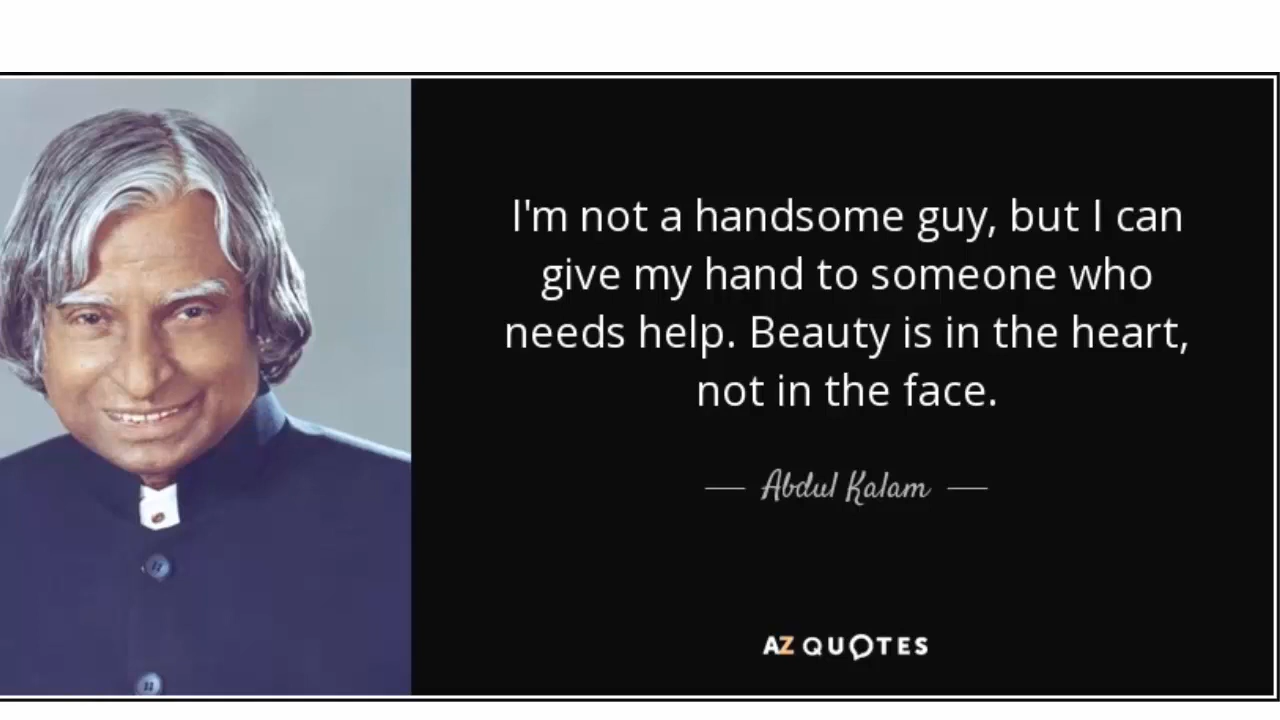 I'm not a handsome guy, but I can
give my hand to someone who
needs help. Beauty is in the heart,
not in the face.
Abdul Kalam
AZ QUOTES